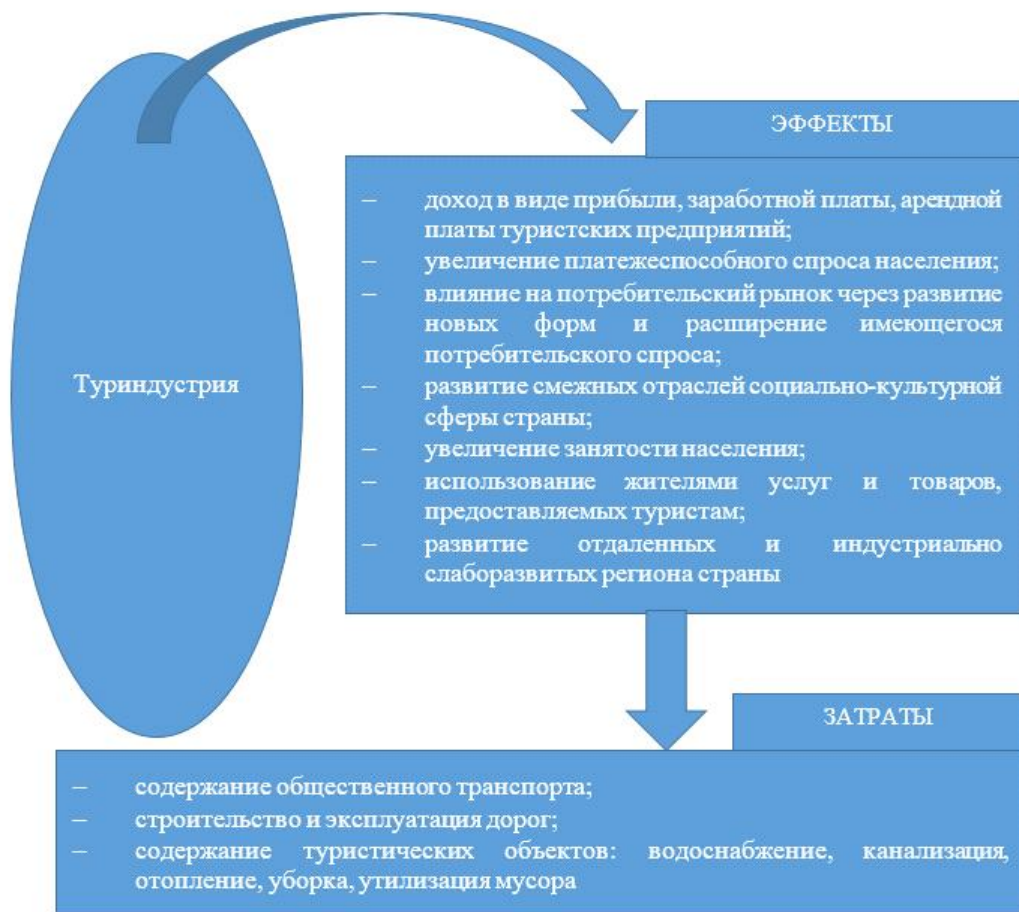 Туриндустрия
ЭФФЕКТЫ
– доход в виде прибыли, заработной платы, арендной
платы туристских предприятий;
– увеличение платежеспособного спроса населения;
– влияние на потребительский рынок через развитие
новых форм и расширение имеющегося
потребительского спроса;
– развитие смежных отраслей социально-культурной
сферы страны;
– увеличение занятости населения;
– использование жителями услуг и товаров,
предоставляемых туристам;
– развитие отдаленных и индустриально
слаборазвитых региона страны
ЗАТРАТЫ
– содержание общественного транспорта;
– строительство и эксплуатация дорог;
– содержание туристических объектов: водоснабжение, канализация,
отопление, уборка, утилизация мусора